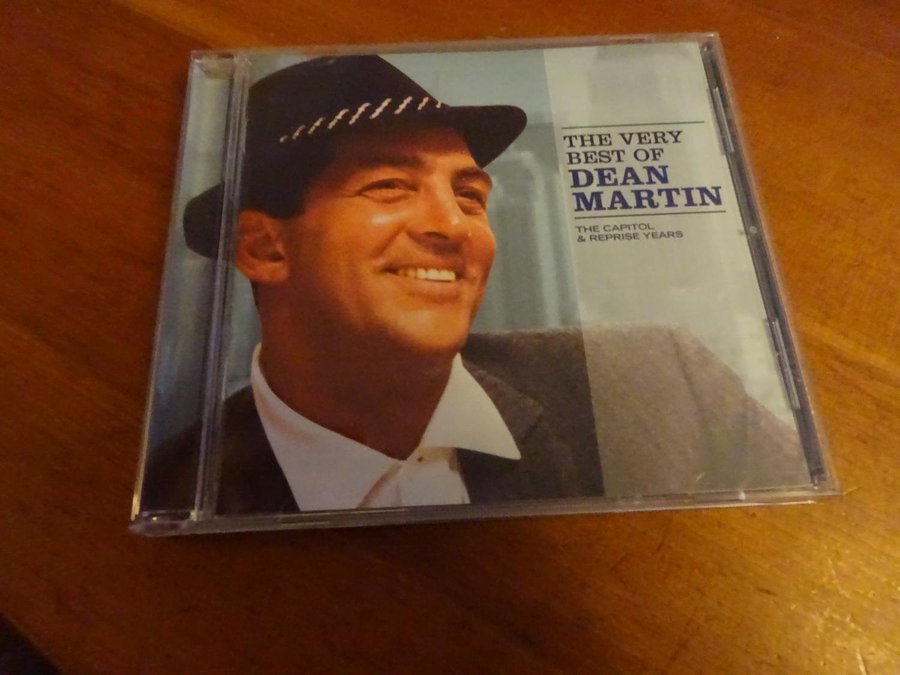 THE VERY
BEST OF
DEAN
MARTIN
THE CAPITOL
& REPRISE YEARS